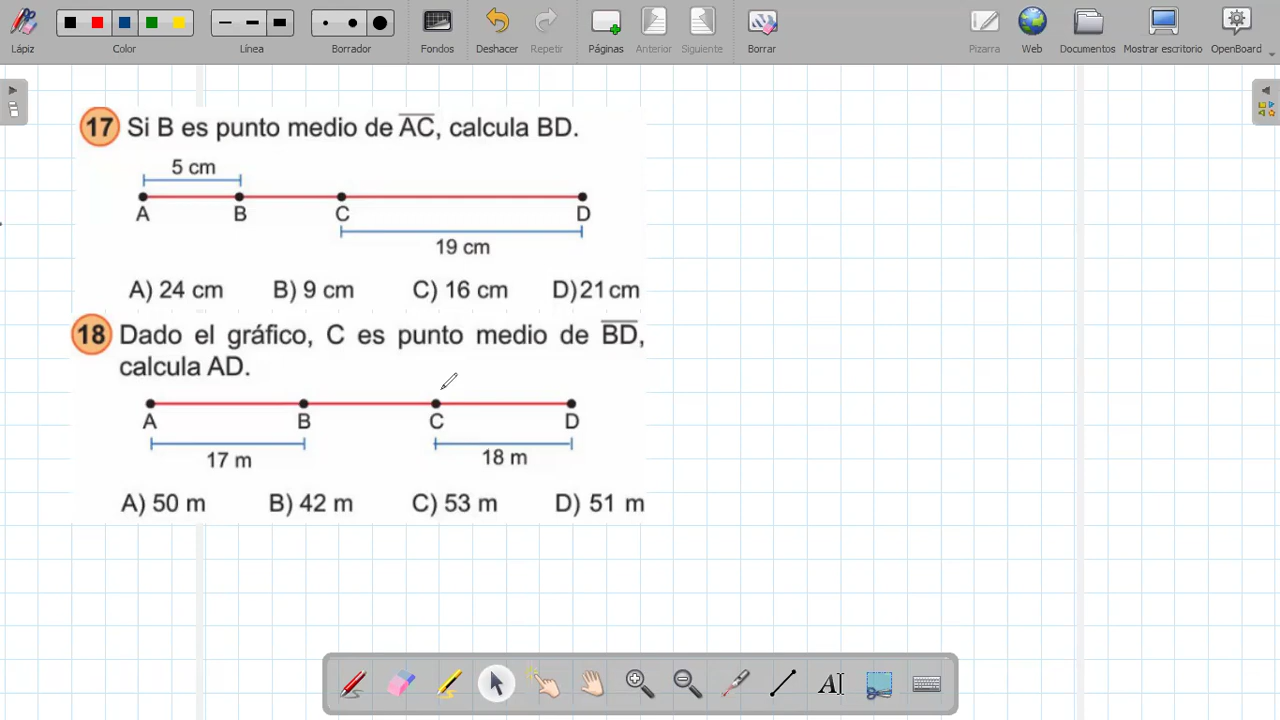 Lápiz
Color
Línea
Borrador
Fondos
Deshacer
Repetir
Páginas
Anterior
Siguiente
Borrar
Pizarra
Web
Documentos
Mostrar escritorio
OpenBoard
17 Si B es punto medio de A̅C̅, calcula BD.
5 cm
A B C D
19 cm
A) 24 cm B) 9 cm C) 16 cm D) 21 cm
18 Dado el gráfico, C es punto medio de B̅D̅,
calcula AD.
A B C D
17 m 18 m
A) 50 m B) 42 m C) 53 m D) 51 m